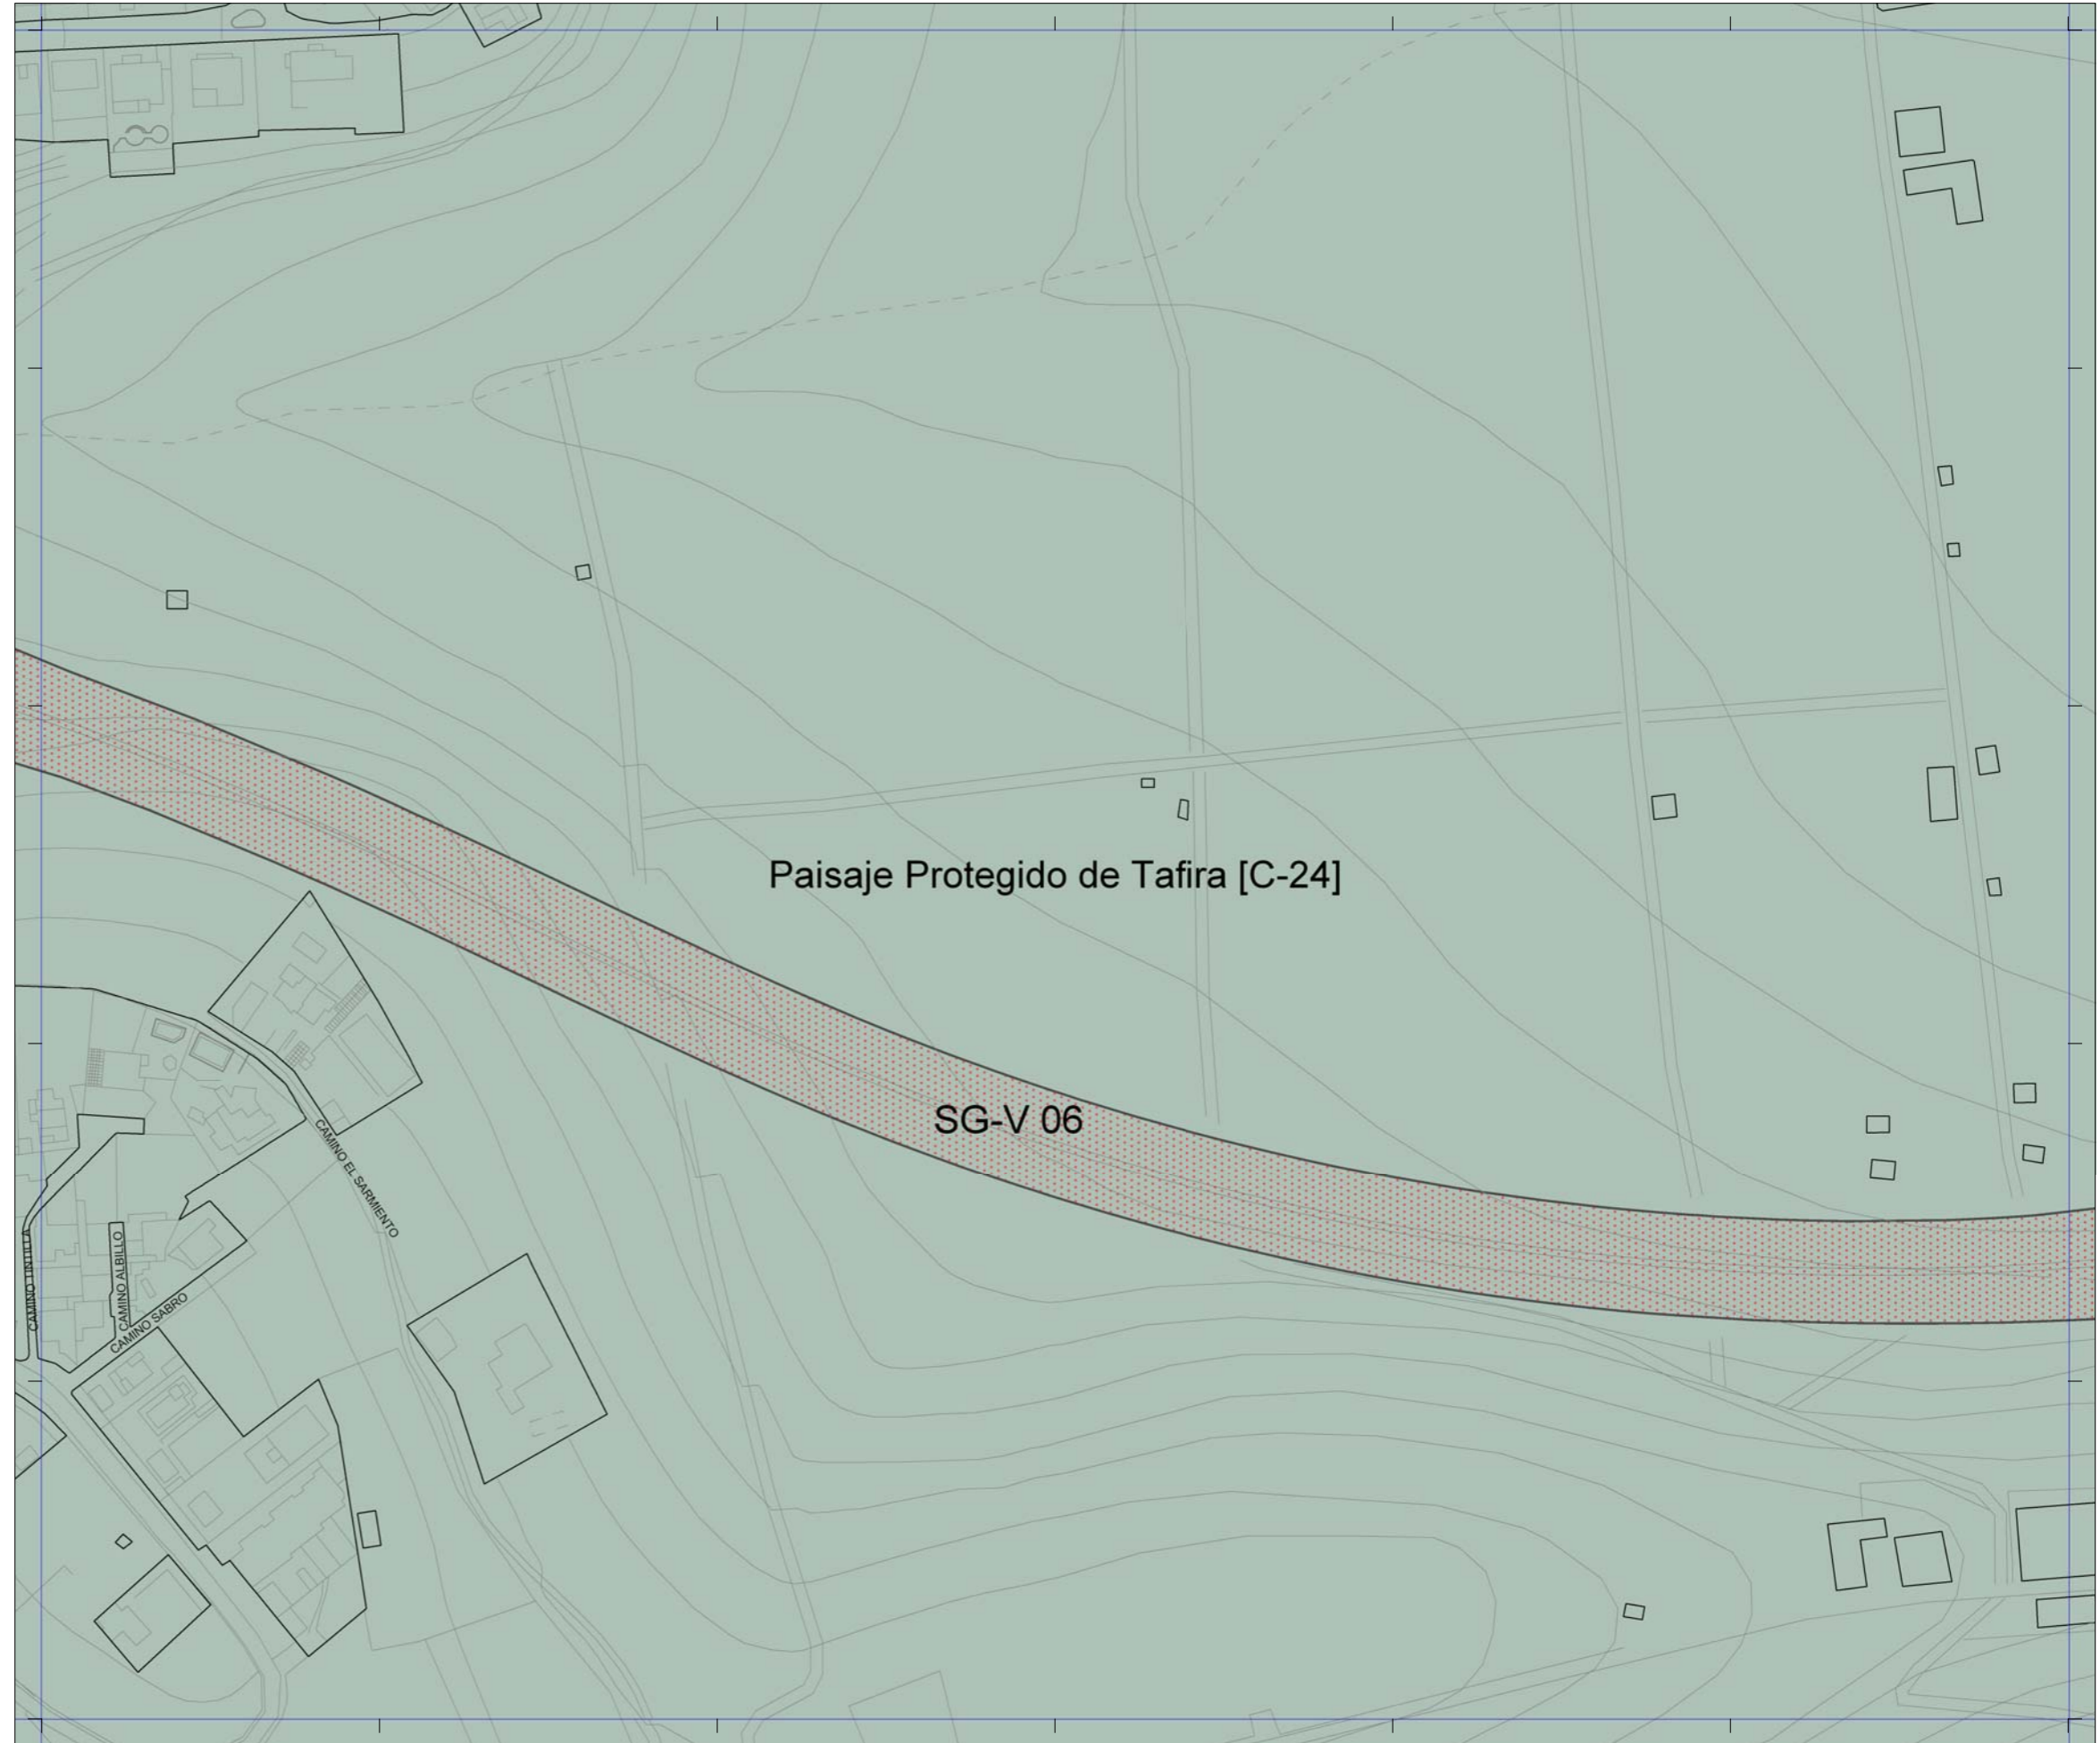 Paisaje Protegido de Tafira [C-24]
SG-V 06
CAMINO EL SARMIENTO
CAMINO TINTILLA
CAMINO ALBILLO
CAMINO SABRO